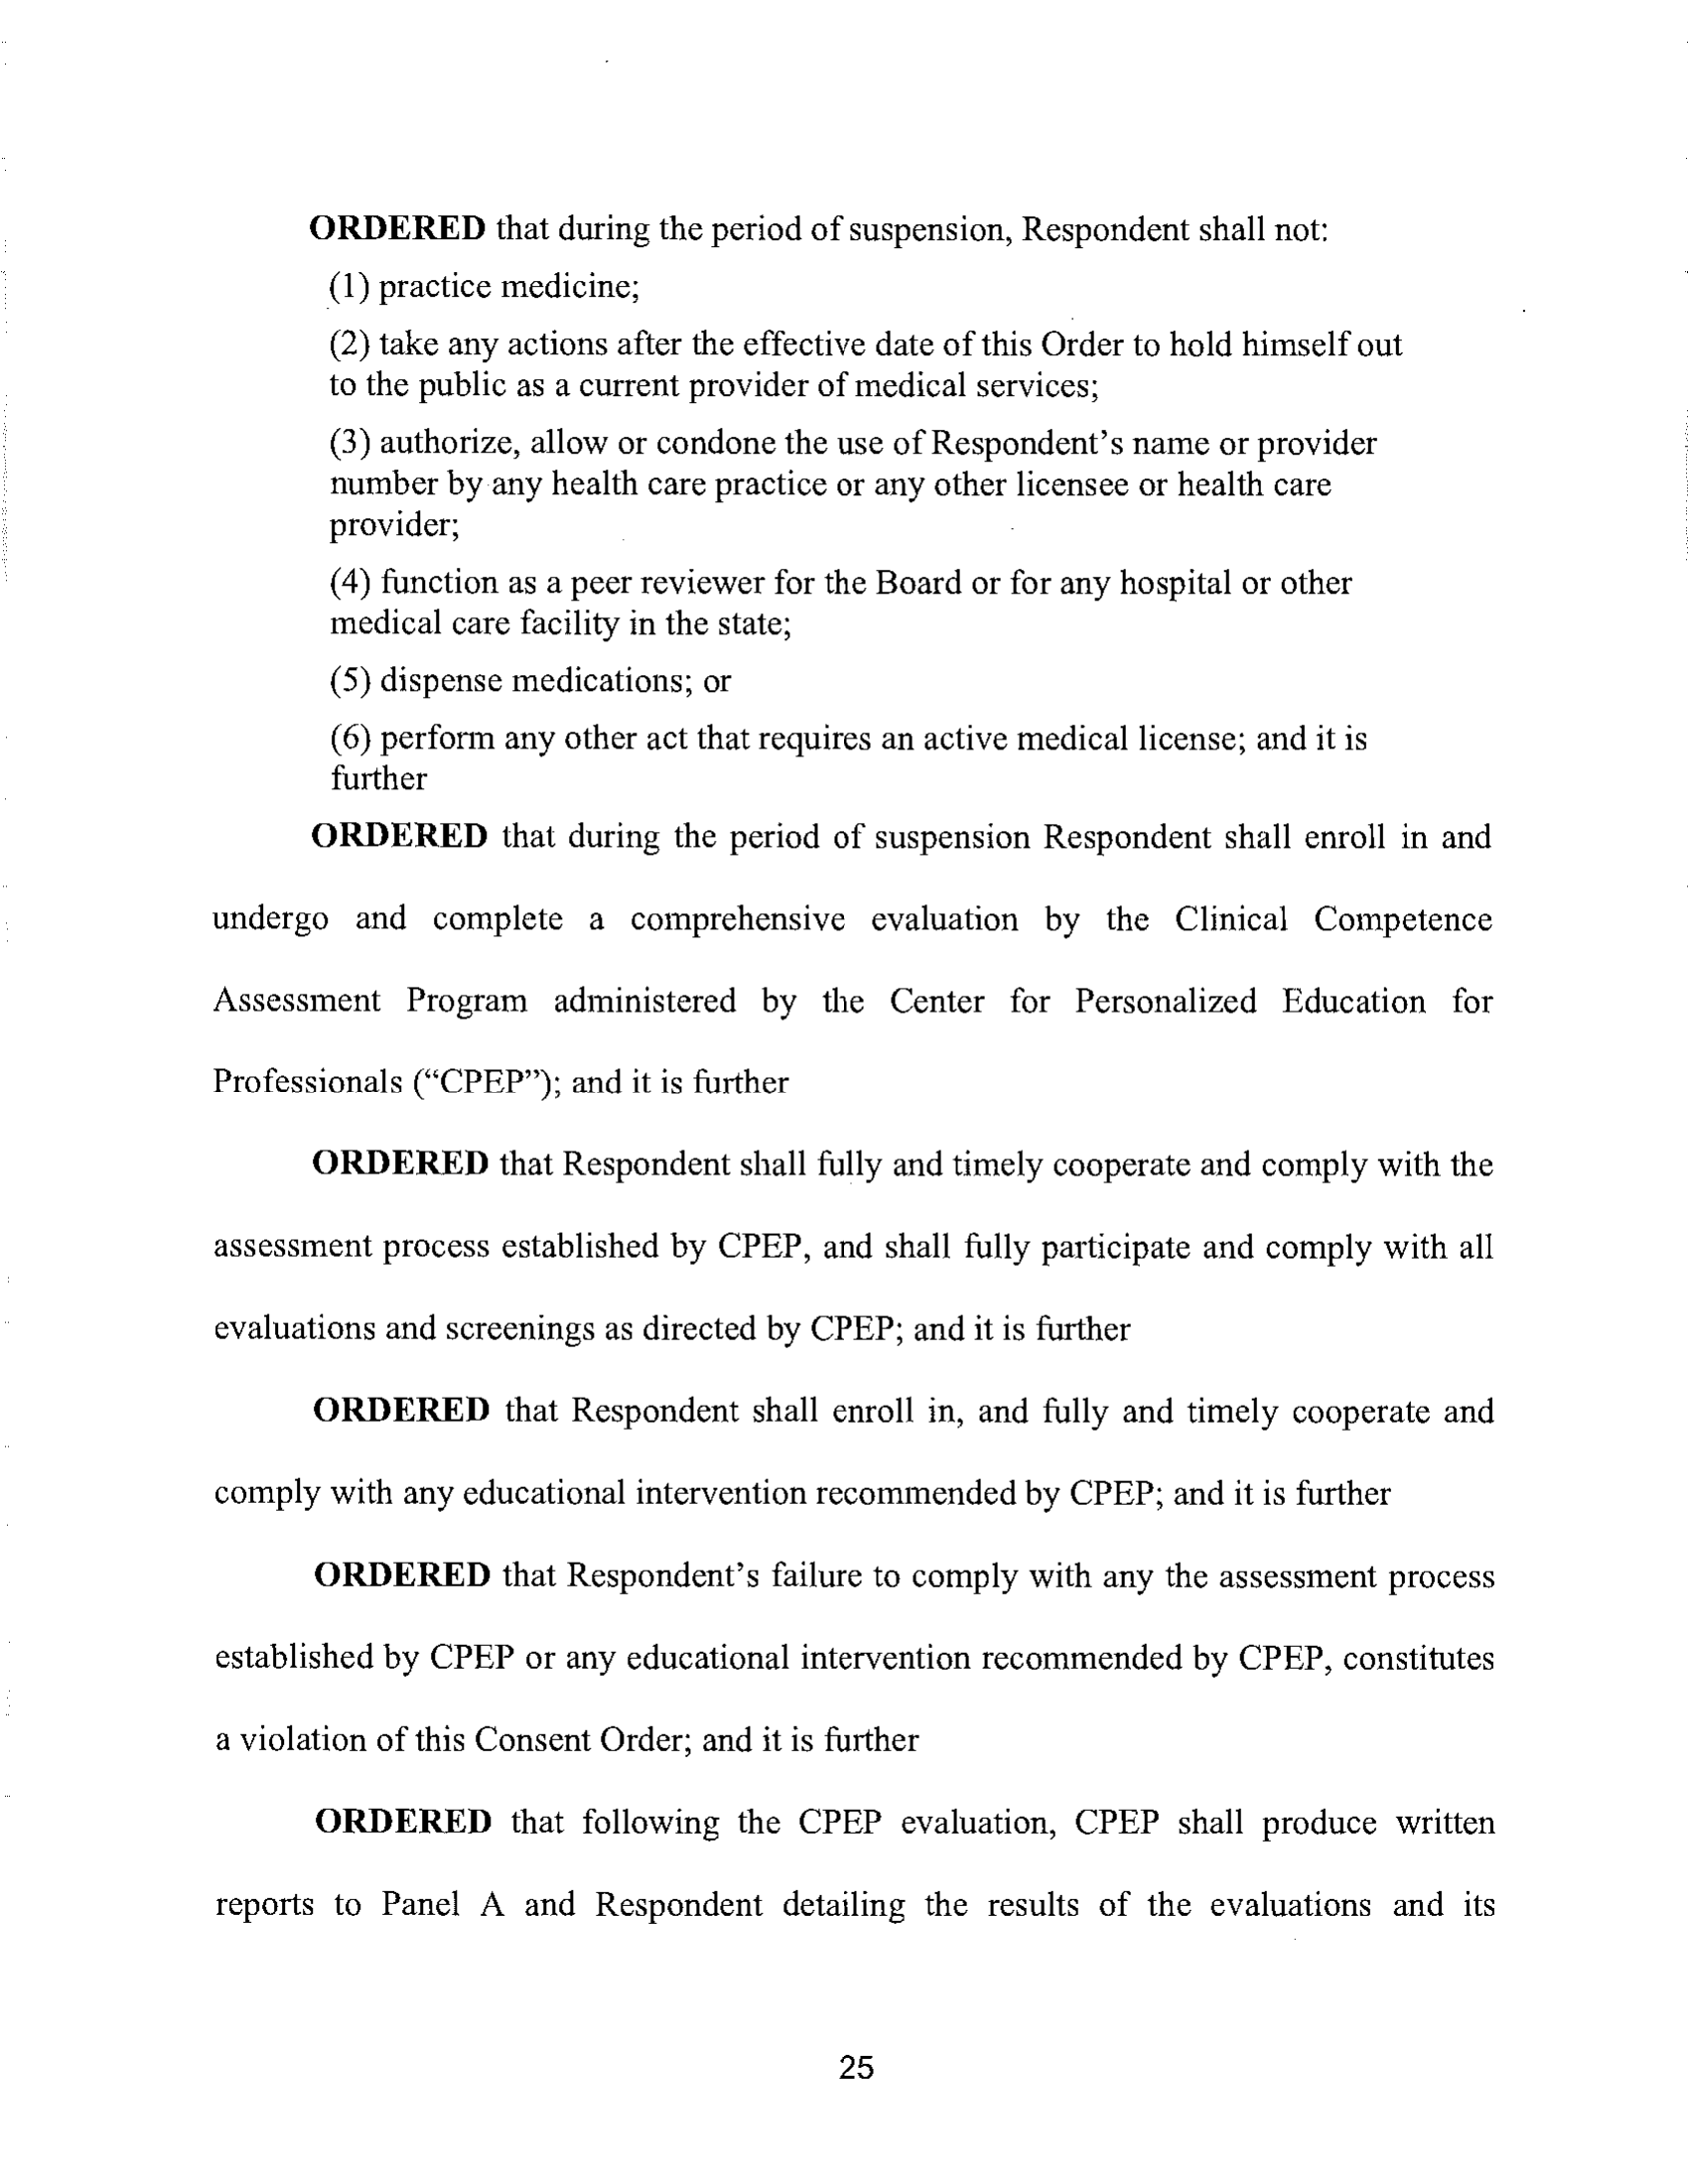 ORDERED that during the period of suspension, Respondent shall not:
(1) practice medicine;
(2) take any actions after the effective date of this Order to hold himself out
to the public as a current provider of medical services;
(3) authorize, allow or condone the use of Respondent's name or provider
number by any health care practice or any other licensee or health care
provider;
(4) function as a peer reviewer for the Board or for any hospital or other
medical care facility in the state;
(5) dispense medications; or
(6) perform any other act that requires an active medical license; and it is
further
ORDERED that during the period of suspension Respondent shall enroll in and
undergo and complete a comprehensive evaluation by the Clinical Competence
Assessment Program administered by the Center for Personalized Education for
Professionals (“CPEP”); and it is further
ORDERED that Respondent shall fully and timely cooperate and comply with the
assessment process established by CPEP, and shall fully participate and comply with all
evaluations and screenings as directed by CPEP; and it is further
ORDERED that Respondent shall enroll in, and fully and timely cooperate and
comply with any educational intervention recommended by CPEP; and it is further
ORDERED that Respondent's failure to comply with any the assessment process
established by CPEP or any educational intervention recommended by CPEP, constitutes
a violation of this Consent Order; and it is further
ORDERED that following the CPEP evaluation, CPEP shall produce written
reports to Panel A and Respondent detailing the results of the evaluations and its
25